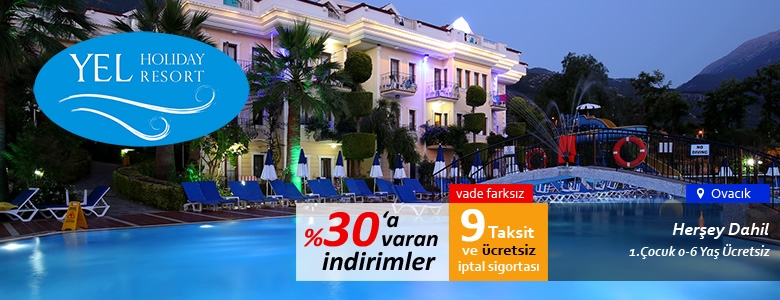 YEL HOLIDAY
RESORT
NO
DIVING
%30'a
varan
indirimler
vade farksız
9 Taksit
ve ücretsiz
iptal sigortası
Ovacık
Herşey Dahil
1.Çocuk 0-6 Yaş Ücretsiz